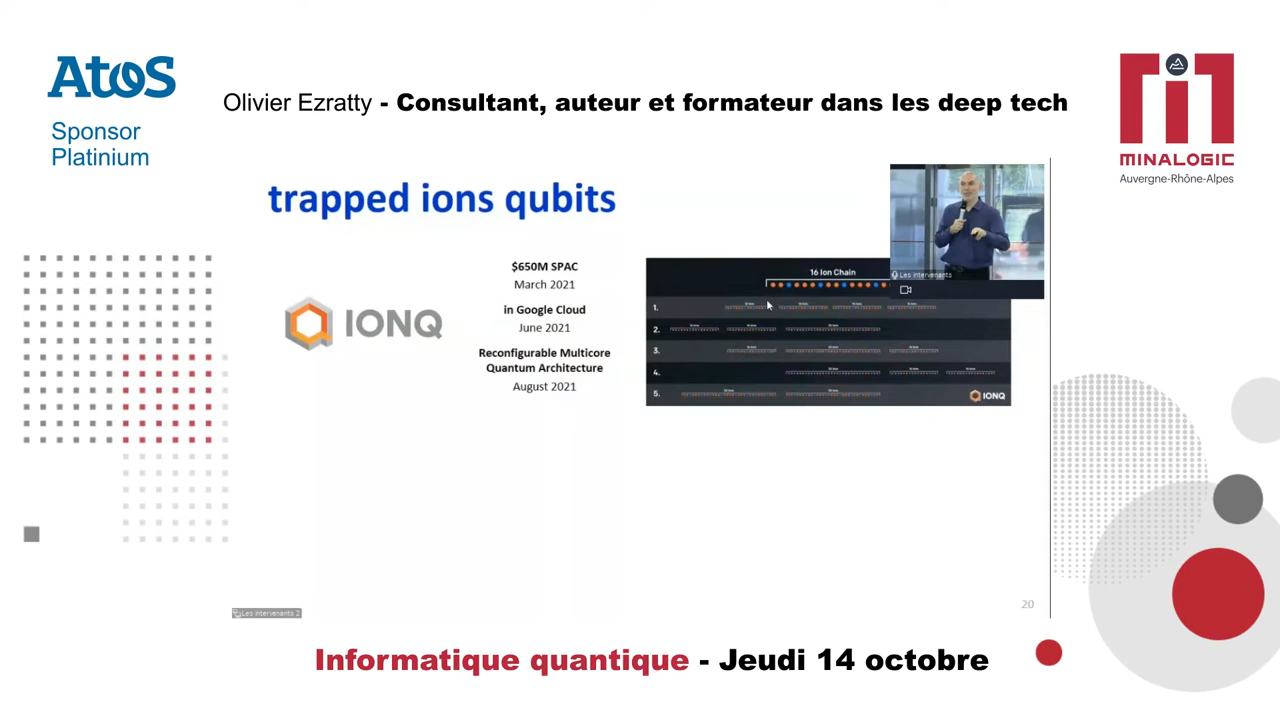 Atos
Sponsor
Platinium
Olivier Ezratty - Consultant, auteur et formateur dans les deep tech
MINALOGIC
Auvergne-Rhône-Alpes
trapped ions qubits
IONQ
$650M SPAC
March 2021
in Google Cloud
June 2021
Reconfigurable Multicore
Quantum Architecture
August 2021
16 Ion Chain
1.
2.
3.
4.
5.
IONQ
Les intervenants
Les intervenants 2
20
Informatique quantique - Jeudi 14 octobre